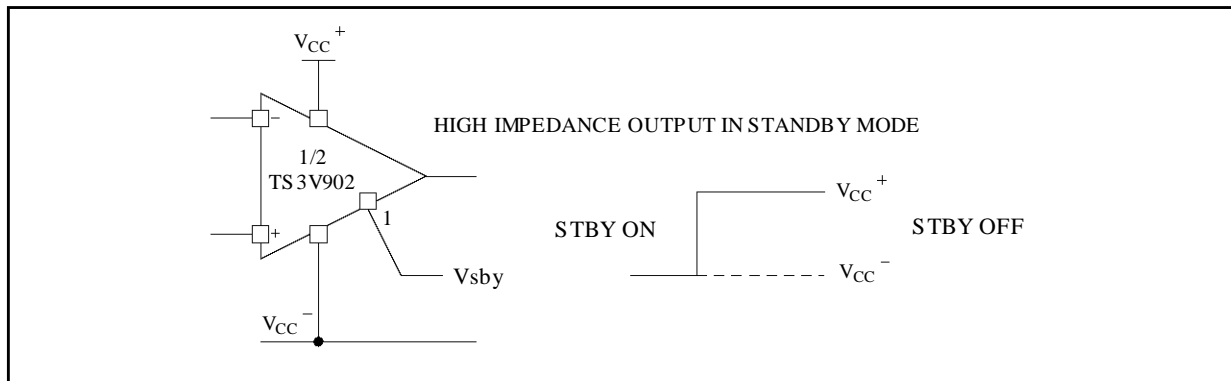 VCC+
−
HIGH IMPEDANCE OUTPUT IN STANDBY MODE
1/2
TS3V902
1
+
Vsby
VCC−
STBY ON
VCC+
STBY OFF
VCC−